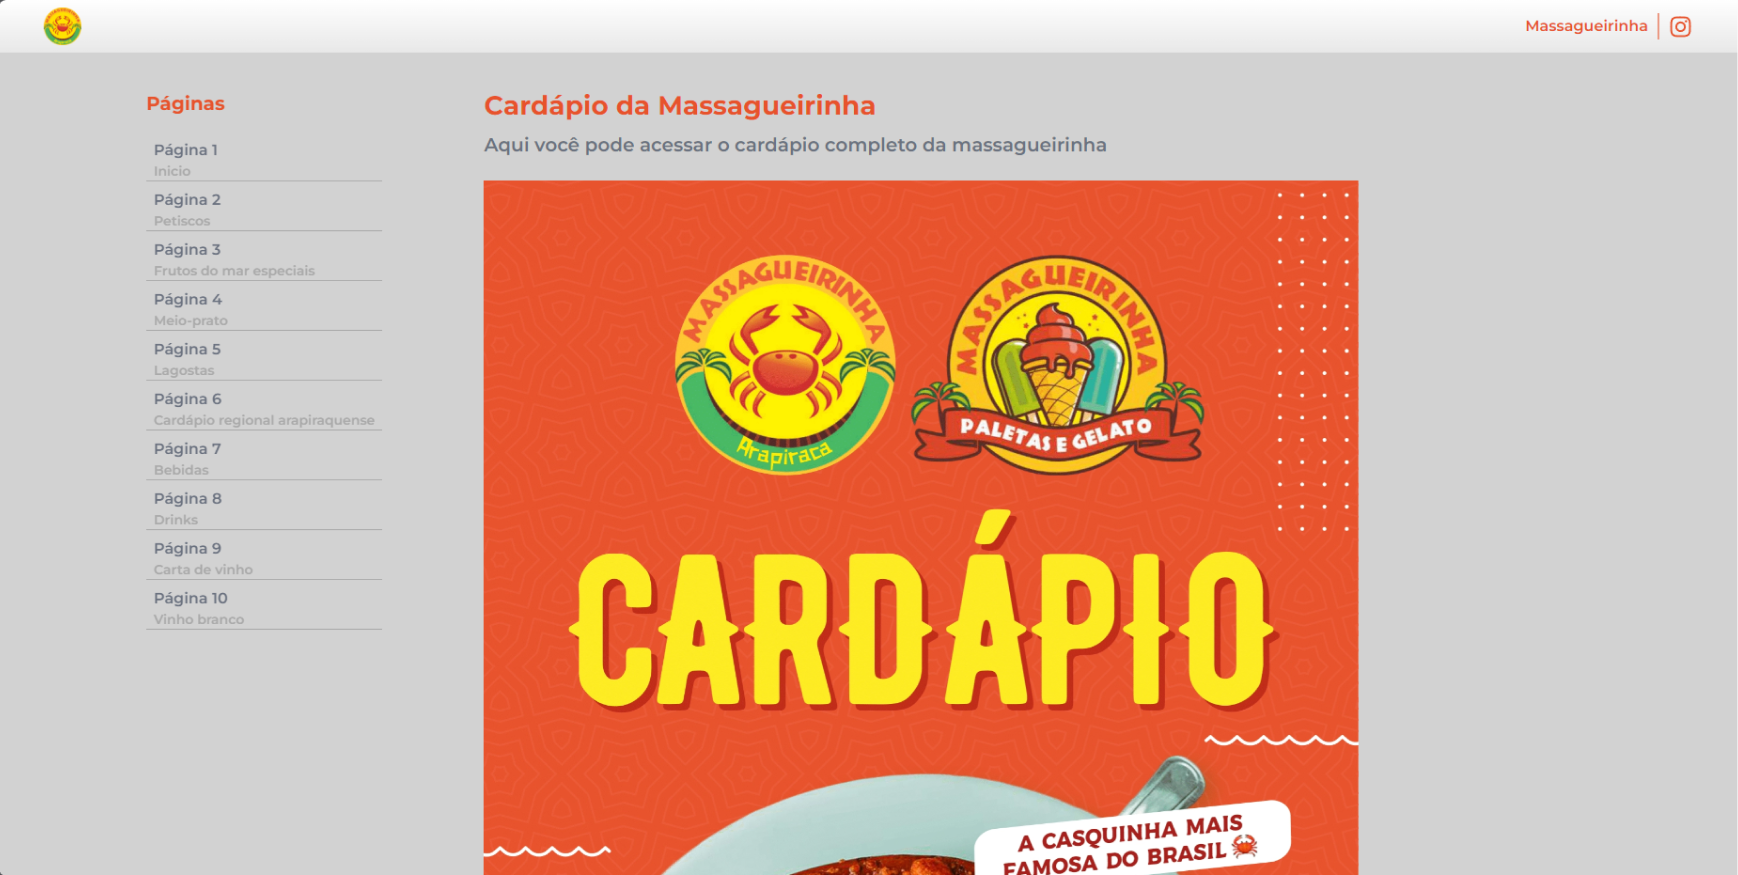 Massagueirinha
Páginas
Página 1
Inicio
Página 2
Petiscos
Página 3
Frutos do mar especiais
Página 4
Meio-prato
Página 5
Lagostas
Página 6
Cardápio regional arapiraquense
Página 7
Bebidas
Página 8
Drinks
Página 9
Carta de vinho
Página 10
Vinho branco
Cardápio da Massagueirinha
Aqui você pode acessar o cardápio completo da massagueirinha
MASSAGUEIRINHA
Arapiraca
MASSAGUEIRINHA
PALETAS E GELATO
CARDÁPIO
A CASQUINHA MAIS
FAMOSA DO BRASIL